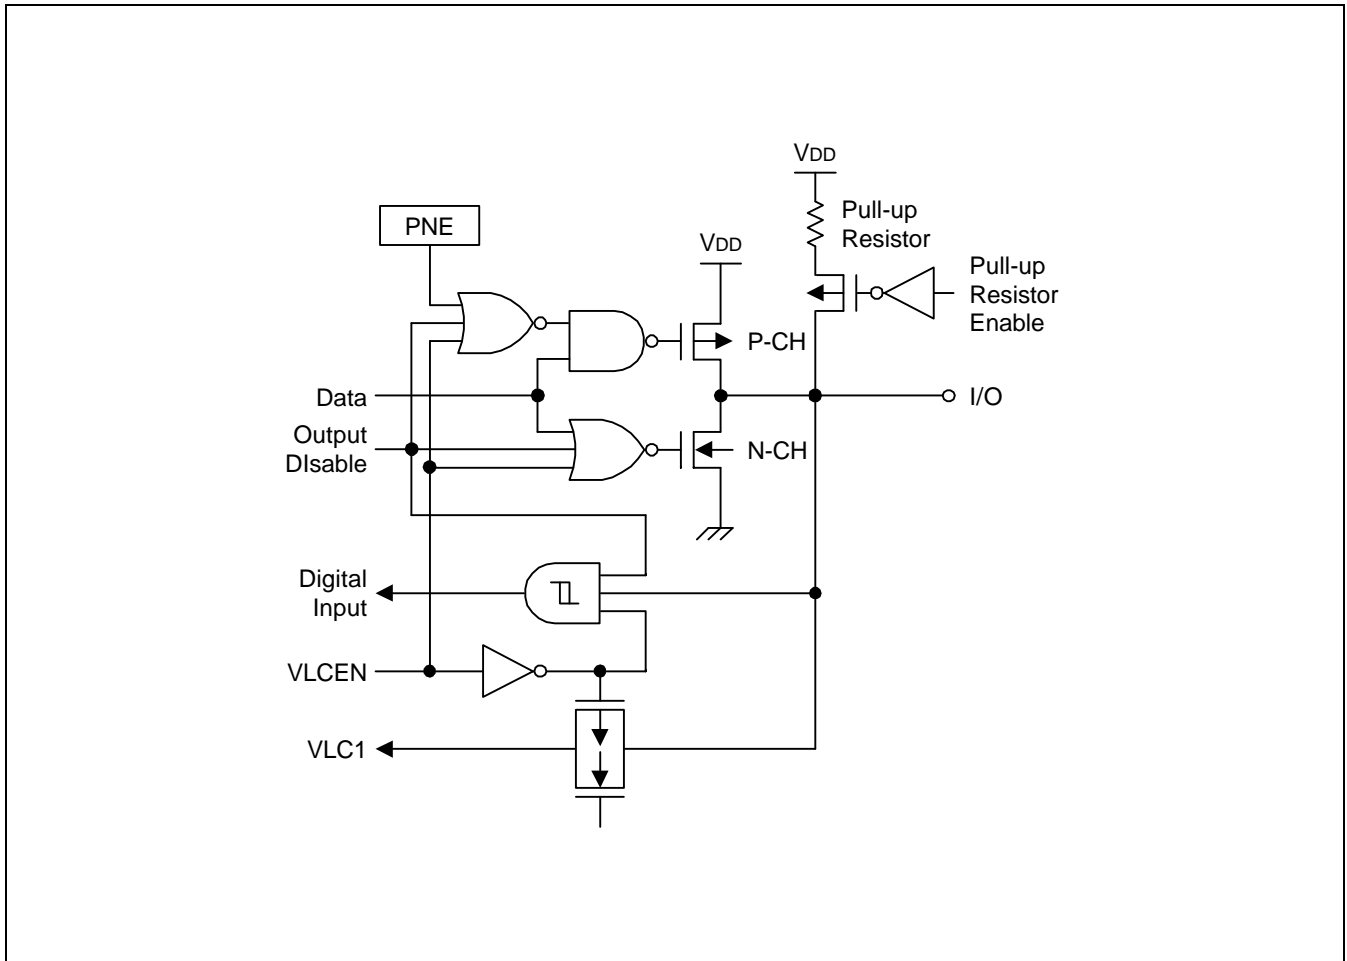 VDD
PNE
Pull-up
Resistor
VDD
Pull-up
Resistor
Enable
P-CH
Data
I/O
Output
DIsable
N-CH
Digital
Input
VLCEN
VLC1